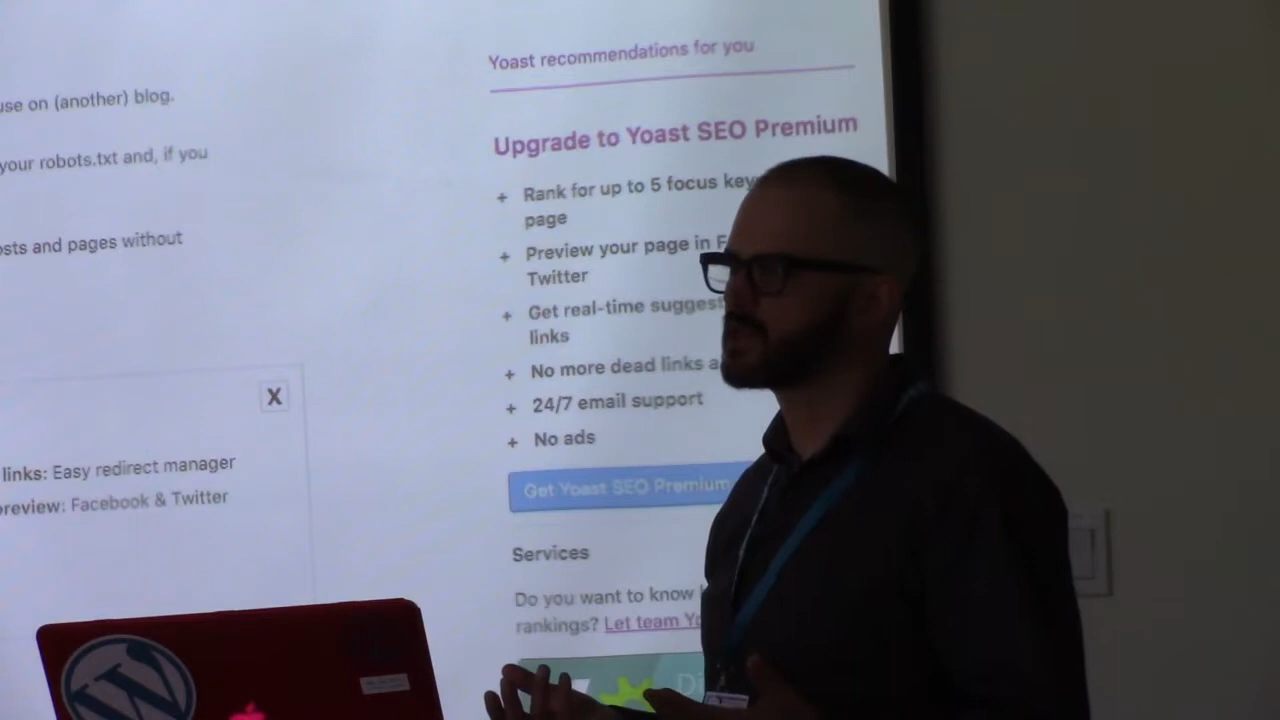 use on (another) blog.
your robots.txt and, if you
osts and pages without
X
links: Easy redirect manager
preview: Facebook & Twitter
Yoast recommendations for you
Upgrade to Yoast SEO Premium
+ Rank for up to 5 focus key
page
+ Preview your page in F
Twitter
+ Get real-time suggest
links
+ No more dead links a
+ 24/7 email support
+ No ads
Get Yoast SEO Premium
Services
Do you want to know
rankings? Let team Yo
Di
W